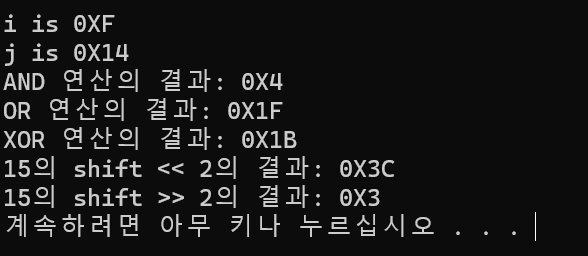 i is 0XF
j is 0X14
AND 연산의 결과: 0X4
OR 연산의 결과: 0X1F
XOR 연산의 결과: 0X1B
15의 shift << 2의 결과: 0X3C
15의 shift >> 2의 결과: 0X3
계속하려면 아무 키나 누르십시오 . . .